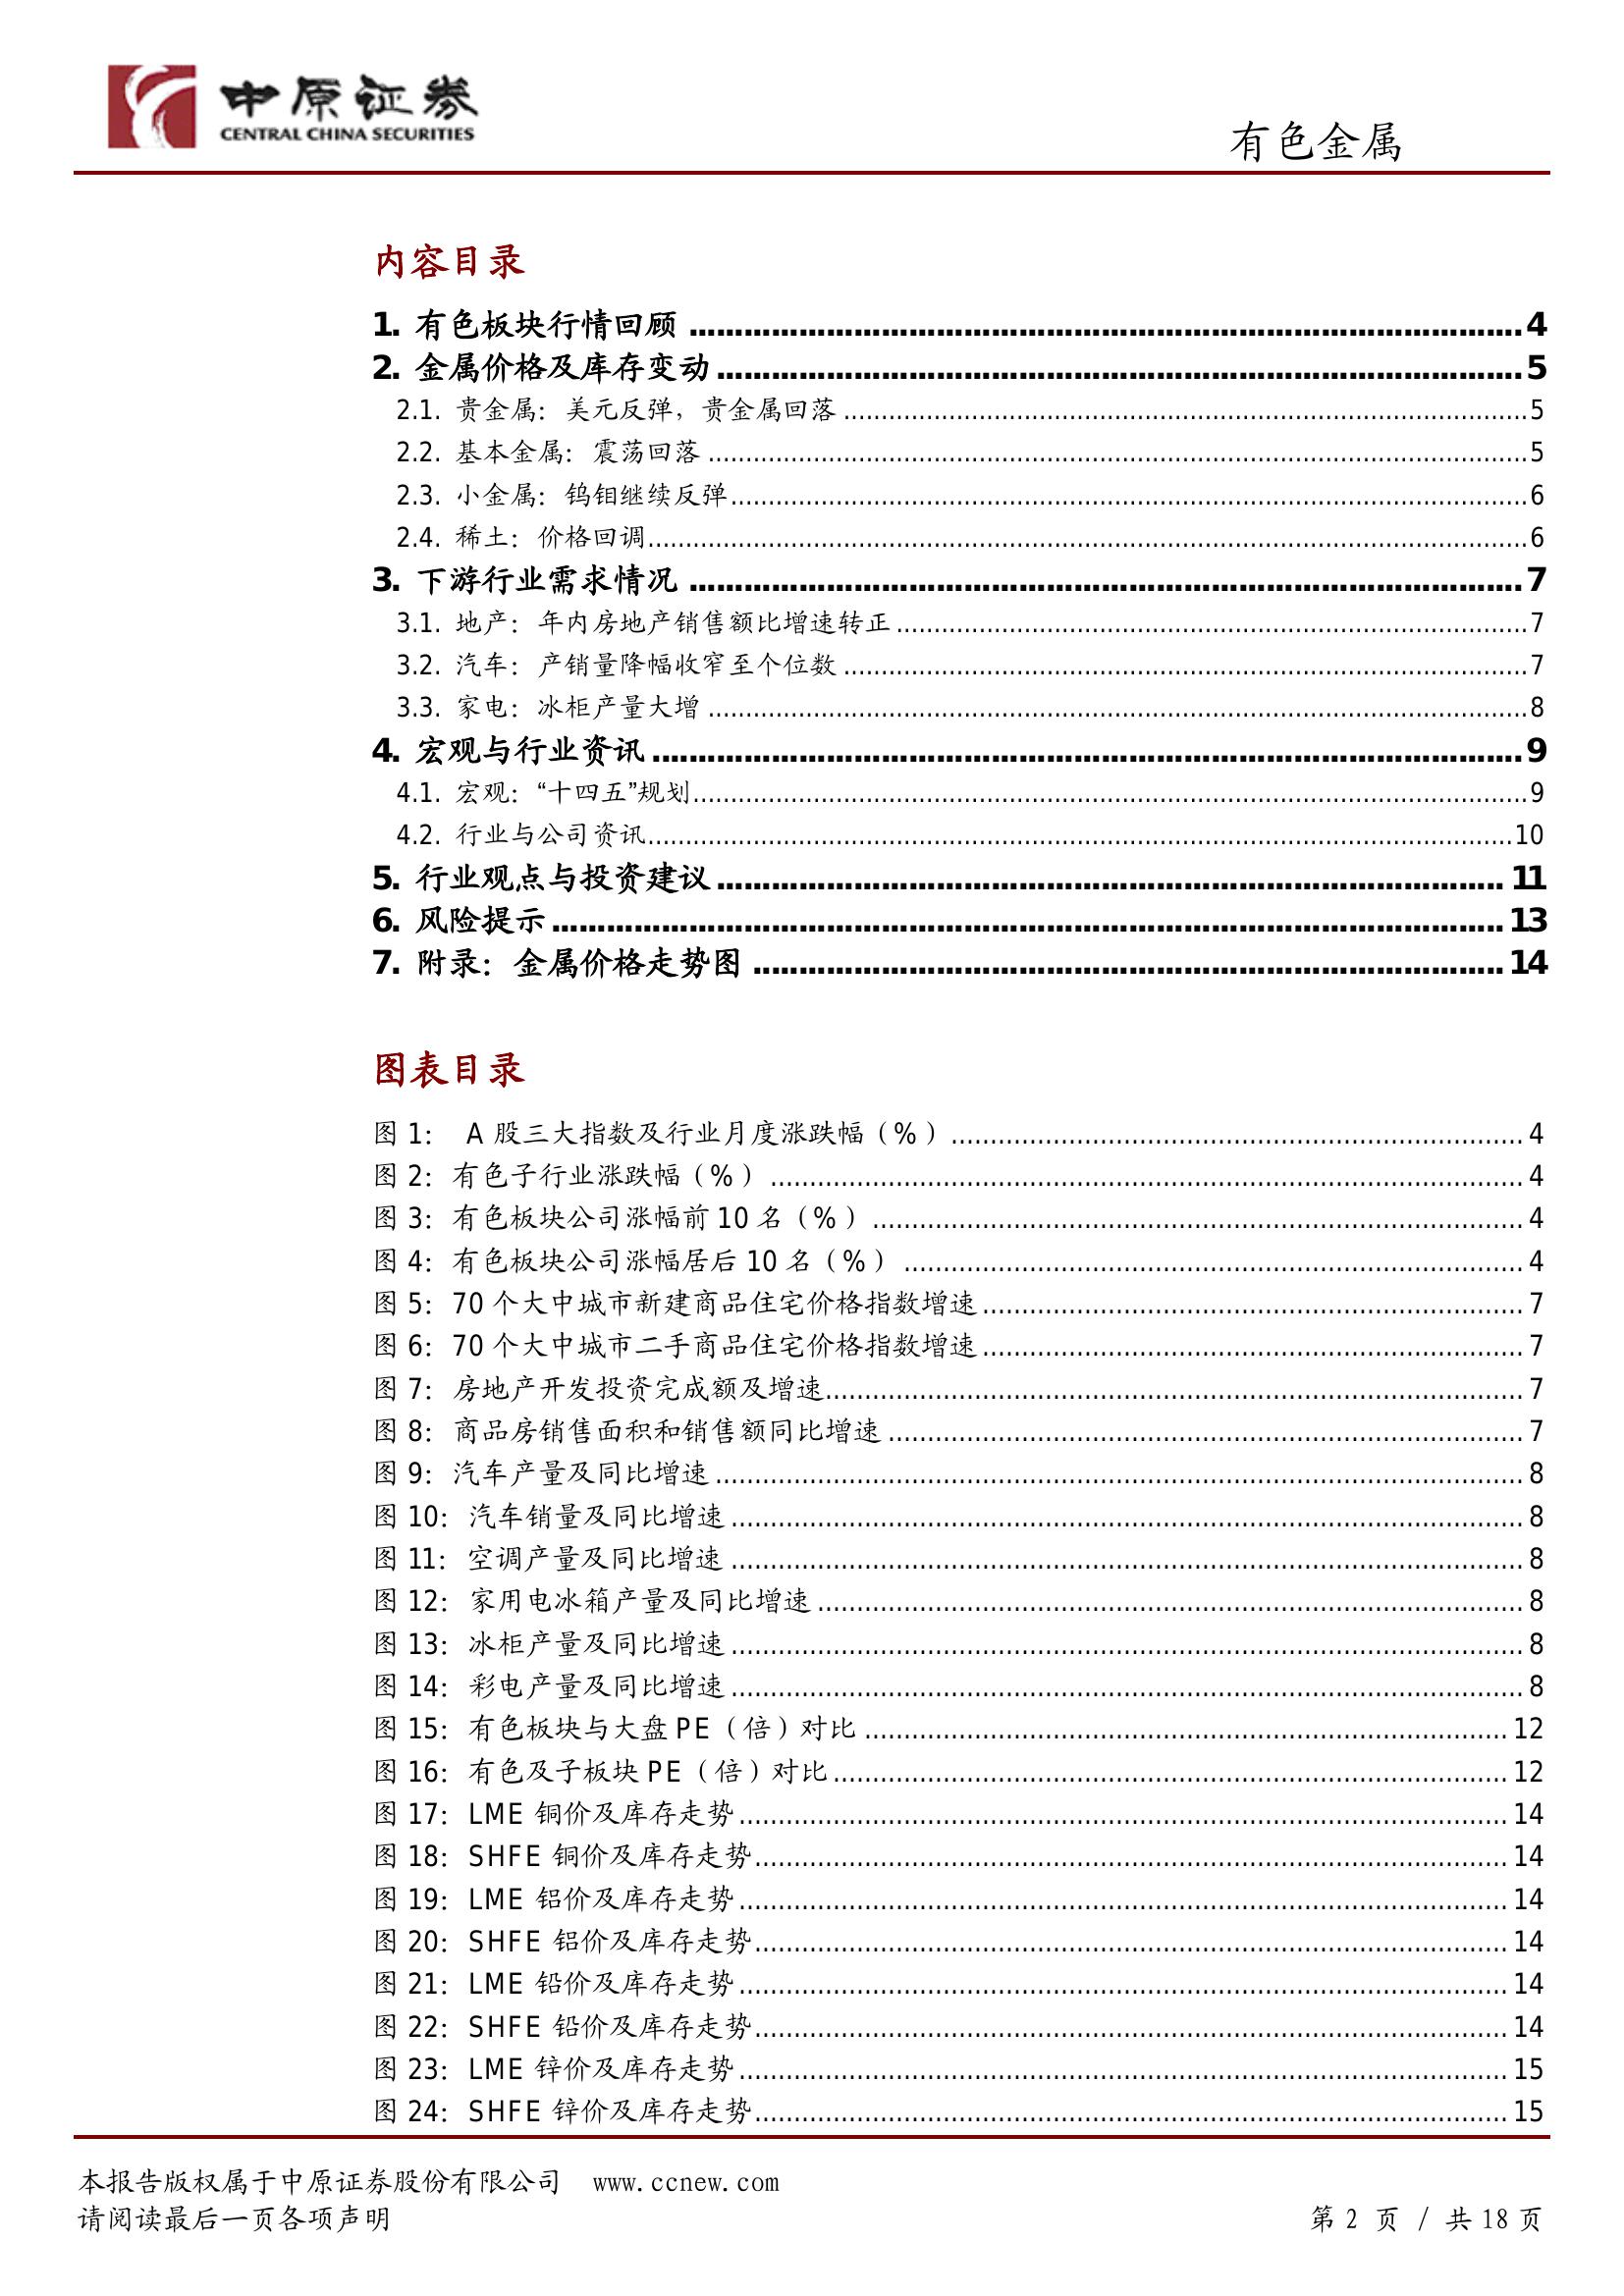 中原证券
CENTRAL CHINA SECURITIES
有色金属
内容目录
1. 有色板块行情回顾 ........ 4
2. 金属价格及库存变动 ........ 5
2.1. 贵金属：美元反弹，贵金属回落 ........ 5
2.2. 基本金属：震荡回落 ........ 5
2.3. 小金属：钨钼继续反弹 ........ 6
2.4. 稀土：价格回调 ........ 6
3. 下游行业需求情况 ........ 7
3.1. 地产：年内房地产销售额比增速转正 ........ 7
3.2. 汽车：产销量降幅收窄至个位数 ........ 7
3.3. 家电：冰柜产量大增 ........ 8
4. 宏观与行业资讯 ........ 9
4.1. 宏观：“十四五”规划 ........ 9
4.2. 行业与公司资讯 ........ 10
5. 行业观点与投资建议 ........ 11
6. 风险提示 ........ 13
7. 附录：金属价格走势图 ........ 14
图表目录
图 1： A 股三大指数及行业月度涨跌幅（%） ........ 4
图 2：有色子行业涨跌幅（%） ........ 4
图 3：有色板块公司涨幅前 10 名（%） ........ 4
图 4：有色板块公司涨幅居后 10 名（%） ........ 4
图 5：70 个大中城市新建商品住宅价格指数增速 ........ 7
图 6：70 个大中城市二手商品住宅价格指数增速 ........ 7
图 7：房地产开发投资完成额及增速 ........ 7
图 8：商品房销售面积和销售额同比增速 ........ 7
图 9：汽车产量及同比增速 ........ 8
图 10：汽车销量及同比增速 ........ 8
图 11：空调产量及同比增速 ........ 8
图 12：家用电冰箱产量及同比增速 ........ 8
图 13：冰柜产量及同比增速 ........ 8
图 14：彩电产量及同比增速 ........ 8
图 15：有色板块与大盘 PE（倍）对比 ........ 12
图 16：有色及子板块 PE（倍）对比 ........ 12
图 17：LME 铜价及库存走势 ........ 14
图 18：SHFE 铜价及库存走势 ........ 14
图 19：LME 铝价及库存走势 ........ 14
图 20：SHFE 铝价及库存走势 ........ 14
图 21：LME 铅价及库存走势 ........ 14
图 22：SHFE 铅价及库存走势 ........ 14
图 23：LME 锌价及库存走势 ........ 15
图 24：SHFE 锌价及库存走势 ........ 15
本报告版权属于中原证券股份有限公司 www.ccnew.com
请阅读最后一页各项声明 第 2 页 / 共 18 页